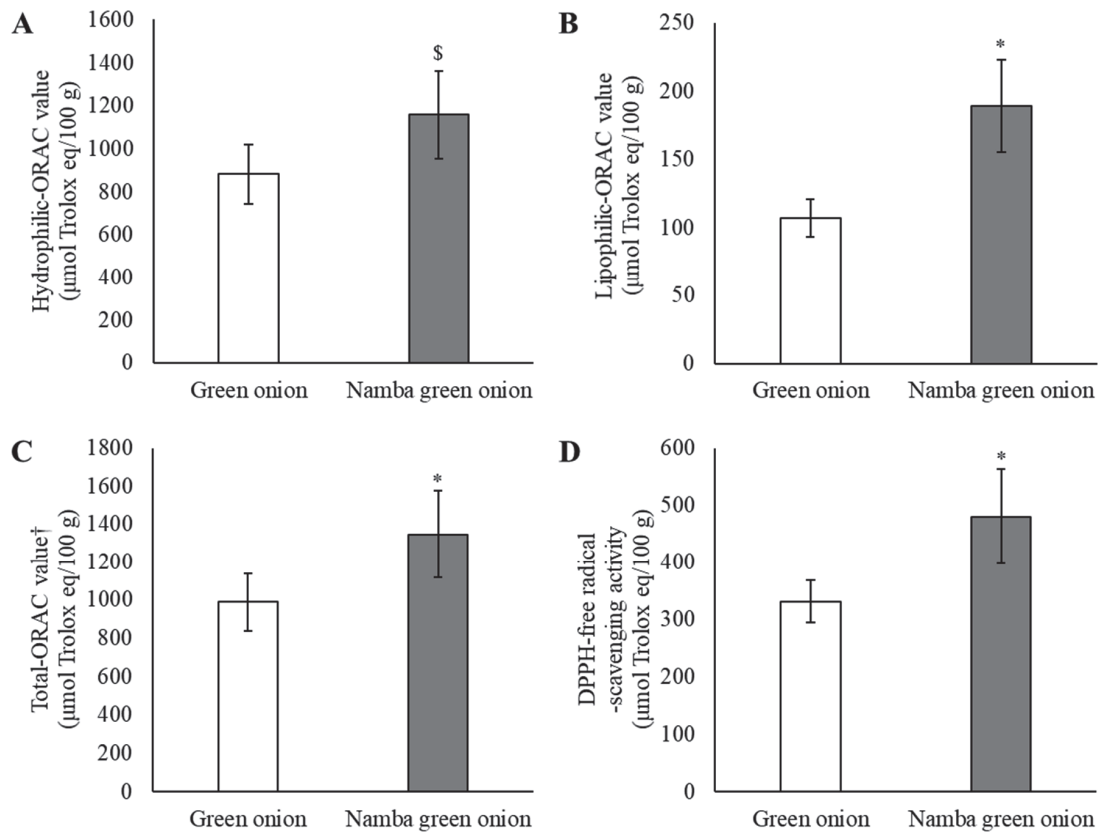 A
Hydrophilic-ORAC value
(μmol Trolox eq/100 g)
1600
1400
1200
1000
800
600
400
200
0
$
Green onion
Namba green onion
B
Lipophilic-ORAC value
(μmol Trolox eq/100 g)
250
200
150
100
50
0
*
Green onion
Namba green onion
C
Total-ORAC value†
(μmol Trolox eq/100 g)
1800
1600
1400
1200
1000
800
600
400
200
0
*
Green onion
Namba green onion
D
DPPH-free radical
-scavenging activity
(μmol Trolox eq/100 g)
600
500
400
300
200
100
0
*
Green onion
Namba green onion